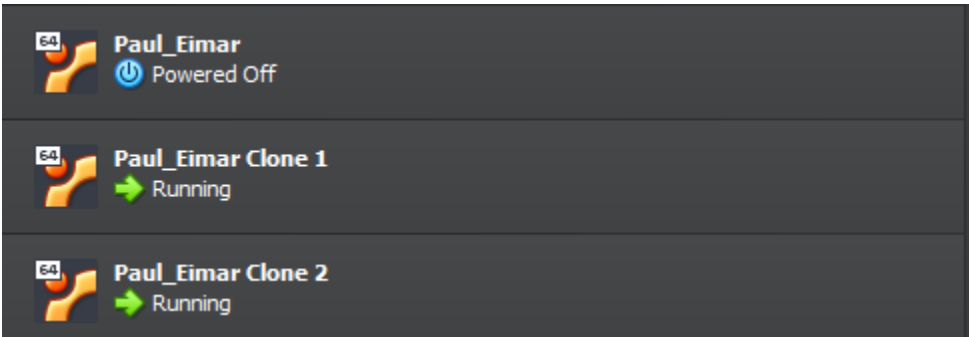 64
Paul_Eimar
Powered Off
64
Paul_Eimar Clone 1
Running
64
Paul_Eimar Clone 2
Running